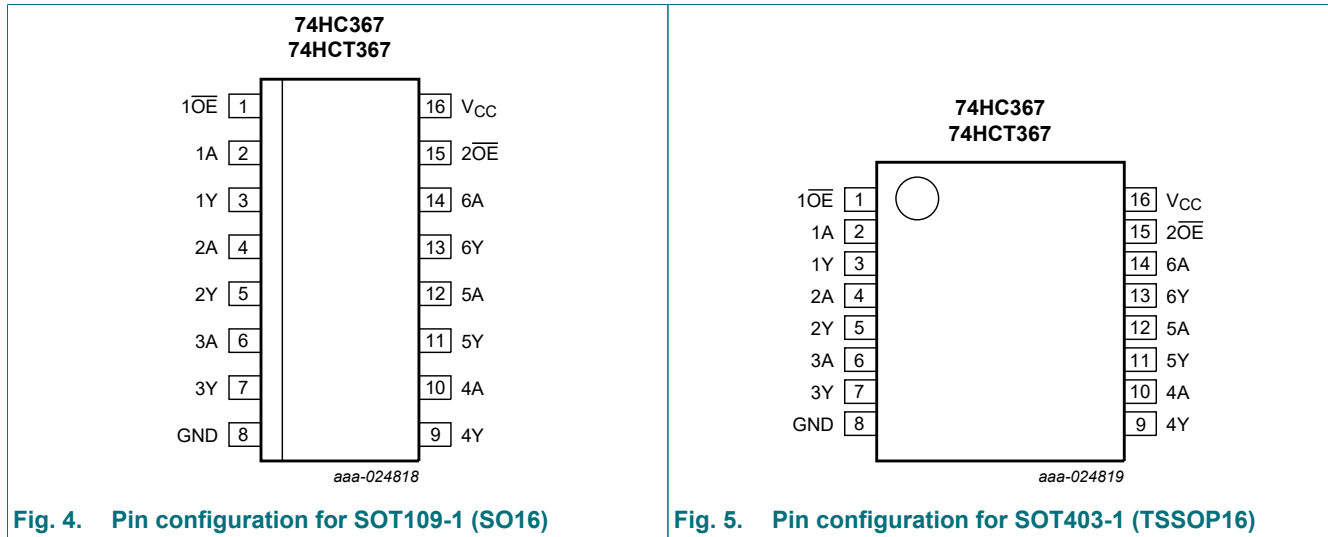 74HC367
74HCT367
1O̅E̅ 1
16 VCC
1A 2
15 2O̅E̅
1Y 3
14 6A
2A 4
13 6Y
2Y 5
12 5A
3A 6
11 5Y
3Y 7
10 4A
GND 8
9 4Y
aaa-024818
Fig. 4. Pin configuration for SOT109-1 (SO16)
74HC367
74HCT367
1O̅E̅ 1
16 VCC
1A 2
15 2O̅E̅
1Y 3
14 6A
2A 4
13 6Y
2Y 5
12 5A
3A 6
11 5Y
3Y 7
10 4A
GND 8
9 4Y
aaa-024819
Fig. 5. Pin configuration for SOT403-1 (TSSOP16)